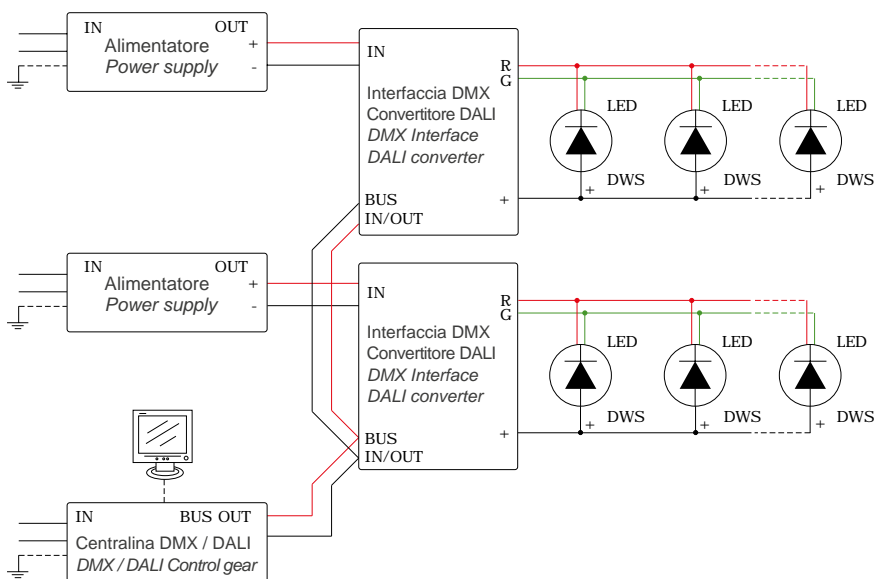 IN OUT
Alimentatore +
Power supply -
IN
Interfaccia DMX
Convertitore DALI
DMX Interface
DALI converter
BUS
IN/OUT
R
G
+
LED LED LED
+ DWS + DWS + DWS
IN OUT
Alimentatore +
Power supply -
IN
Interfaccia DMX
Convertitore DALI
DMX Interface
DALI converter
BUS
IN/OUT
R
G
+
LED LED LED
+ DWS + DWS + DWS
IN BUS OUT
Centralina DMX / DALI
DMX / DALI Control gear